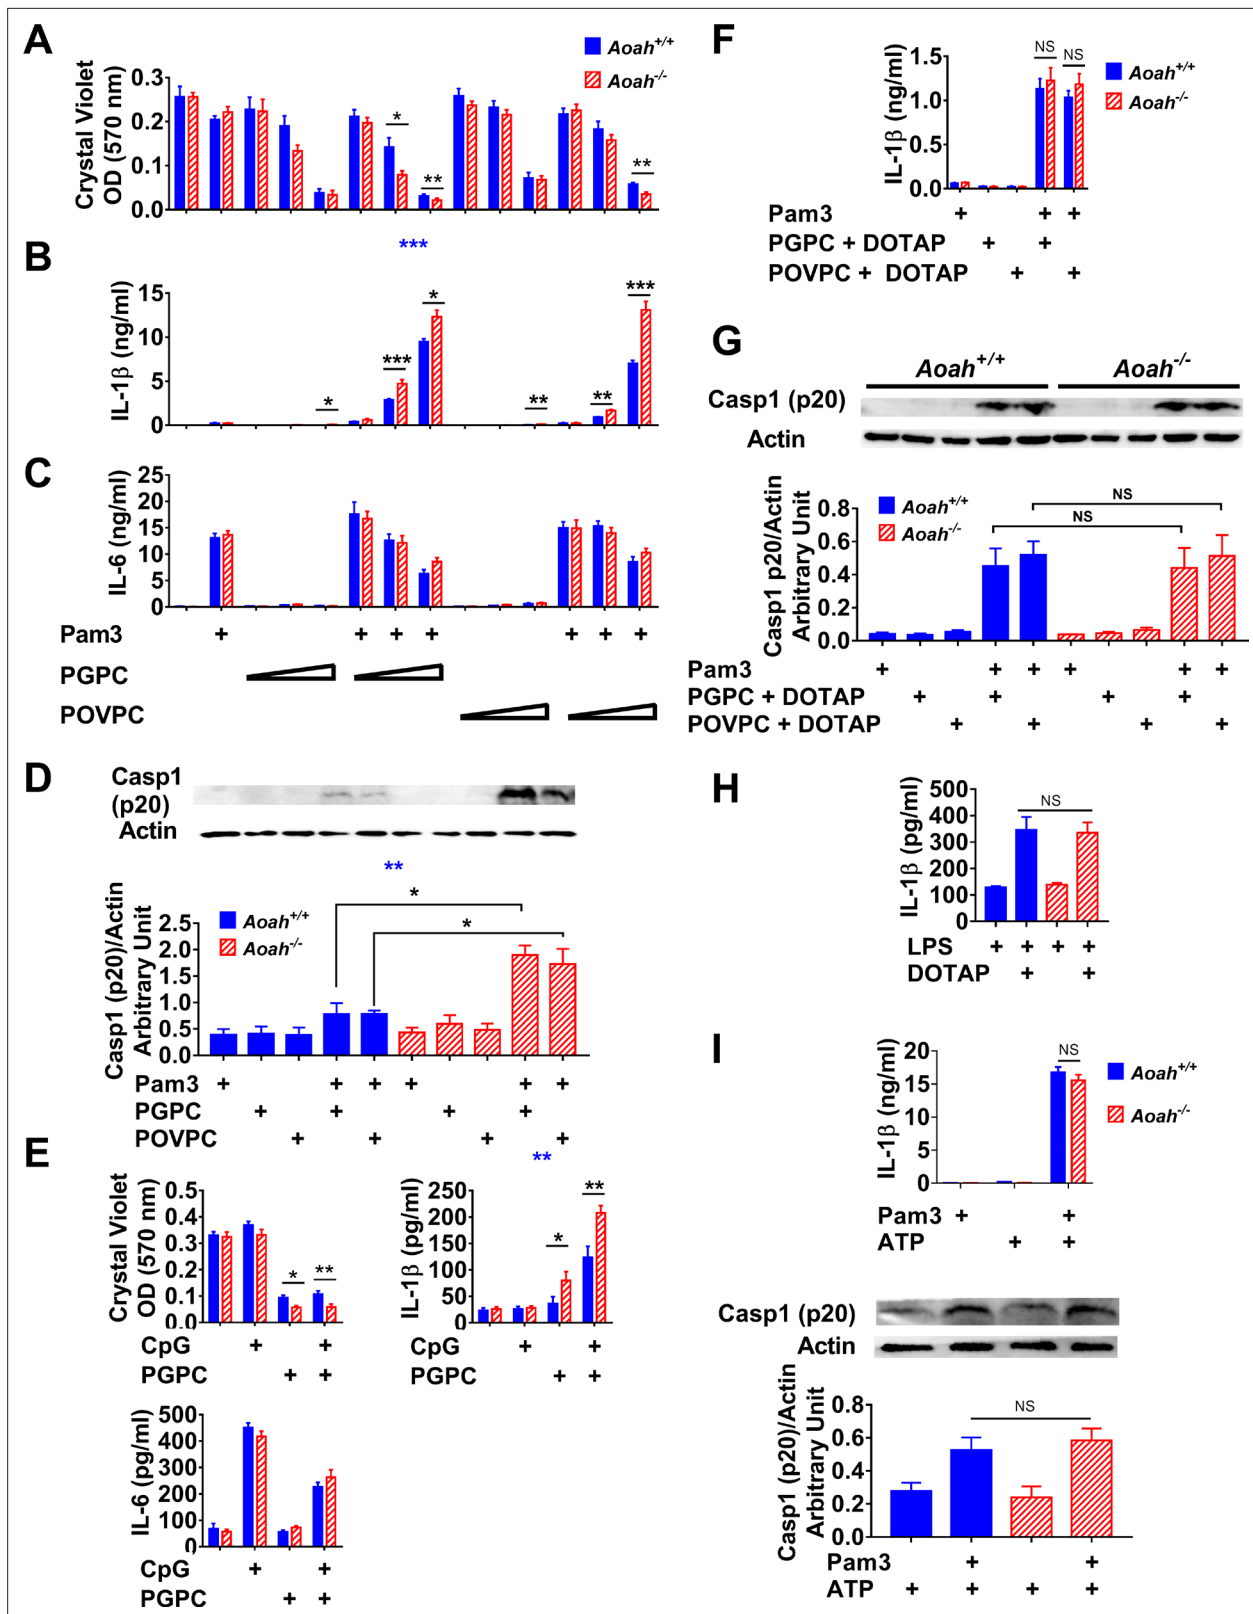 A
Aoah+/+
Aoah-/-
Crystal Violet
OD (570 nm)
0.3
0.2
0.1
0.0
*
**
**
B
***
IL-1β (ng/ml)
15
10
5
0
*
***
*
**
**
***
C
IL-6 (ng/ml)
25
20
15
10
5
0
Pam3 + + + + + + +
PGPC
POVPC
D
Casp1
(p20)
Actin
**
Casp1 (p20)/Actin
Arbitrary Unit
2.5
2.0
1.5
1.0
0.5
0.0
Aoah+/+
Aoah-/-
*
*
Pam3 + + + + + +
PGPC + + + +
POVPC + + + +
E
Crystal Violet
OD (570 nm)
0.5
0.4
0.3
0.2
0.1
0.0
*
**
CpG + +
PGPC + +
**
IL-1β (pg/ml)
250
200
150
100
50
0
*
**
CpG + +
PGPC + +
IL-6 (pg/ml)
500
400
300
200
100
0
CpG + +
PGPC + +
F
IL-1β (ng/ml)
1.5
1.0
0.5
0.0
NS
NS
Aoah+/+
Aoah-/-
Pam3 + + +
PGPC + DOTAP + +
POVPC + DOTAP + +
G
Aoah+/+ Aoah-/-
Casp1 (p20)
Actin
Casp1 p20/Actin
Arbitrary Unit
0.8
0.6
0.4
0.2
0.0
Aoah+/+
Aoah-/-
NS
NS
Pam3 + + + + + +
PGPC + DOTAP + + + +
POVPC + DOTAP + + + +
H
IL-1β (pg/ml)
500
400
300
200
100
0
NS
LPS + + + +
DOTAP + +
I
IL-1β (ng/ml)
20
15
10
5
0
NS
Aoah+/+
Aoah-/-
Pam3 + +
ATP + +
Casp1 (p20)
Actin
Casp1 (p20)/Actin
Arbitrary Unit
0.8
0.6
0.4
0.2
0.0
NS
Pam3 + +
ATP + + + +